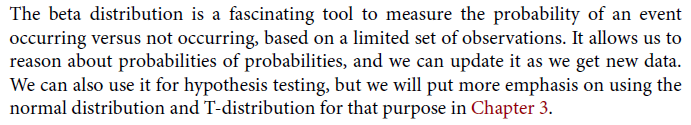 The beta distribution is a fascinating tool to measure the probability of an event
occurring versus not occurring, based on a limited set of observations. It allows us to
reason about probabilities of probabilities, and we can update it as we get new data.
We can also use it for hypothesis testing, but we will put more emphasis on using the
normal distribution and T-distribution for that purpose in Chapter 3.